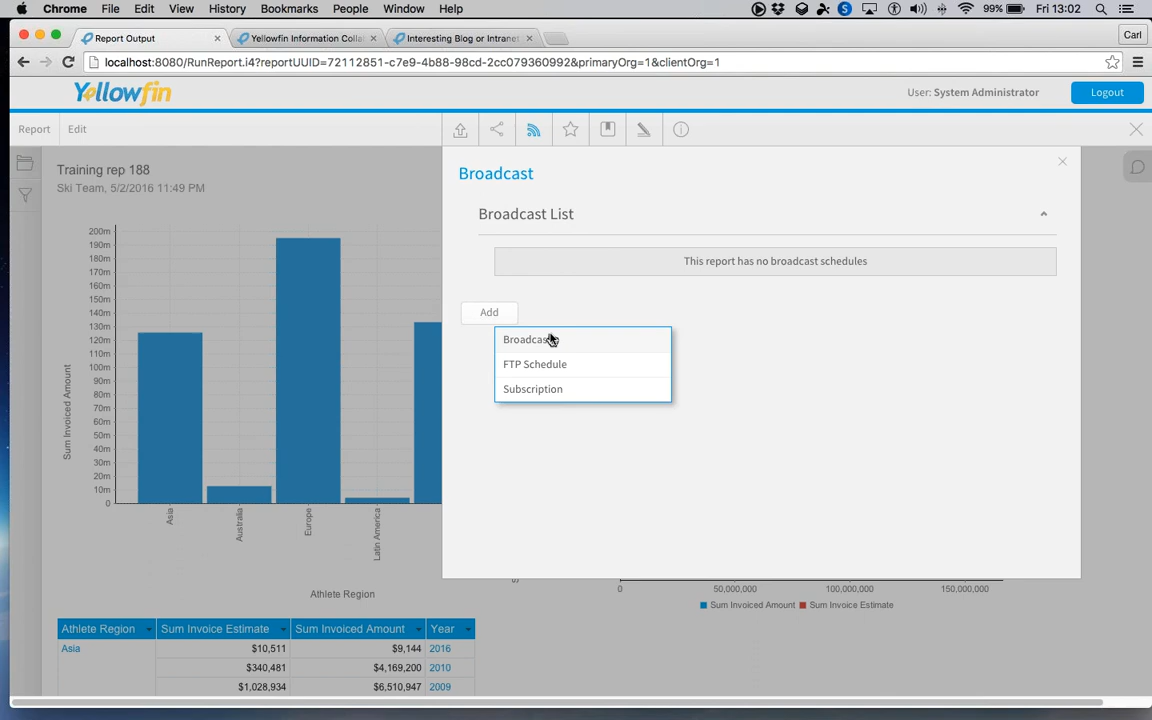 Chrome File Edit View History Bookmarks People Window Help 99% Fri 13:02
Report Output Yellowfin Information Colla Interesting Blog or Intranet Carl
localhost:8080/RunReport.i4?reportUUID=72112851-c7e9-4b88-98cd-2cc079360992&primaryOrg=1&clientOrg=1
Yellowfin User: System Administrator Logout
Report Edit
Training rep 188
Ski Team, 5/2/2016 11:49 PM
Broadcast
Broadcast List
This report has no broadcast schedules
Add
FTP Schedule
Subscription
200m
190m
180m
170m
160m
150m
140m
130m
120m
110m
100m
90m
80m
70m
60m
50m
40m
30m
20m
10m
0
Sum Invoiced Amount
Asia
Australia
Europe
Latin America
Athlete Region
0 50,000,000 100,000,000 150,000,000
Sum Invoiced Amount Sum Invoice Estimate
Athlete Region Sum Invoice Estimate Sum Invoiced Amount Year
Asia $10,511 $9,144 2016
$340,481 $4,169,200 2010
$1,028,934 $6,510,947 2009